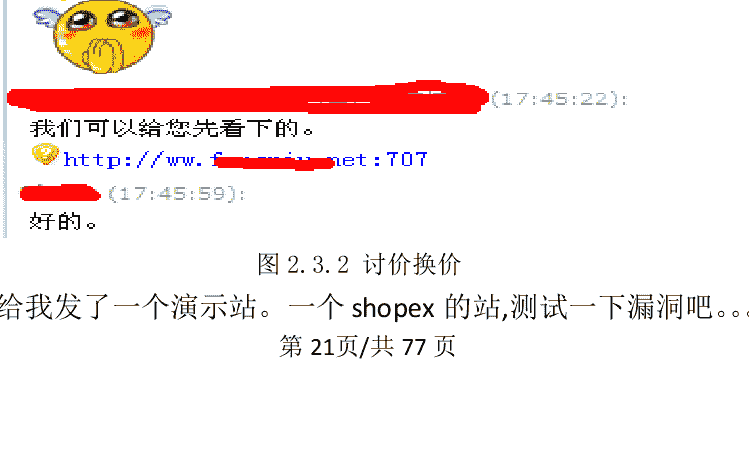 (17:45:22):
我们可以给您先看下的。
http://ww.f net:707
(17:45:59):
好的。
图 2.3.2 讨价换价
给我发了一个演示站。一个 shopex 的站,测试一下漏洞吧。。。
第 21页/共 77 页